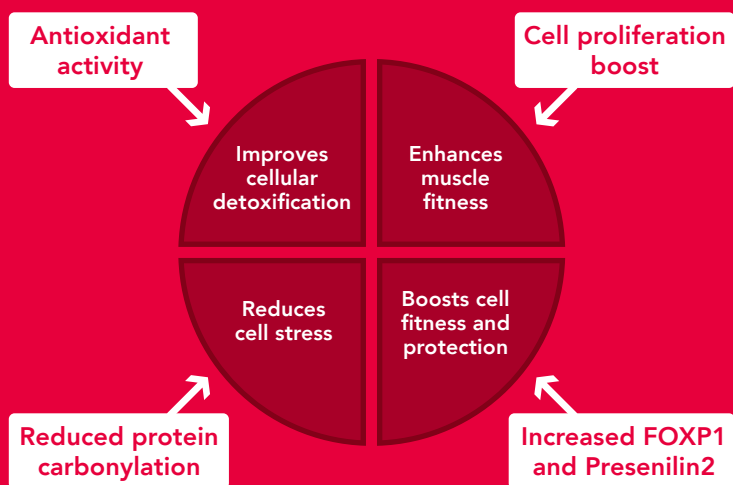 Antioxidant
activity
Cell proliferation
boost
Improves
cellular
detoxification
Enhances
muscle
fitness
Reduces
cell stress
Boosts cell
fitness and
protection
Reduced protein
carbonylation
Increased FOXP1
and Presenilin2